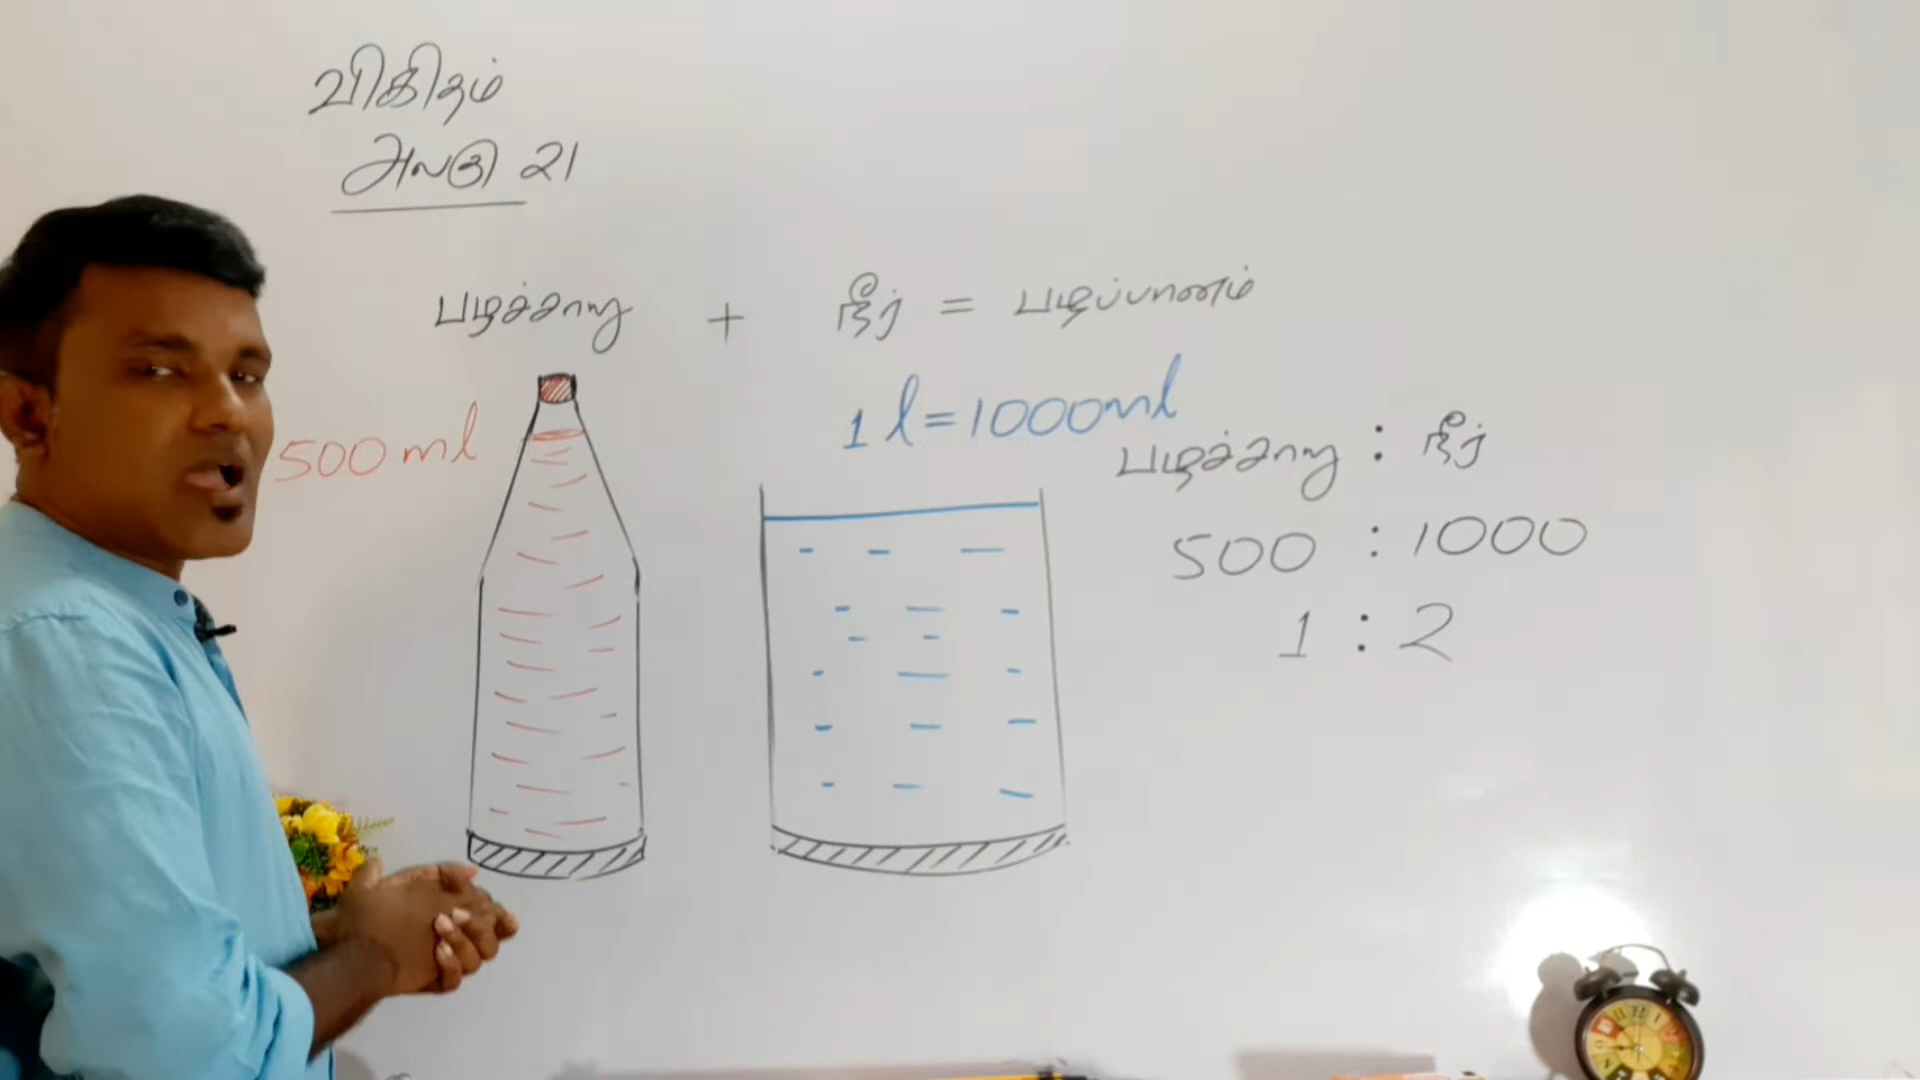 விகிதம்
அலகு 21
பழச்சாறு + நீர் = பழப்பானம்
500 ml
1 l = 1000 ml
பழச்சாறு : நீர்
500 : 1000
1 : 2